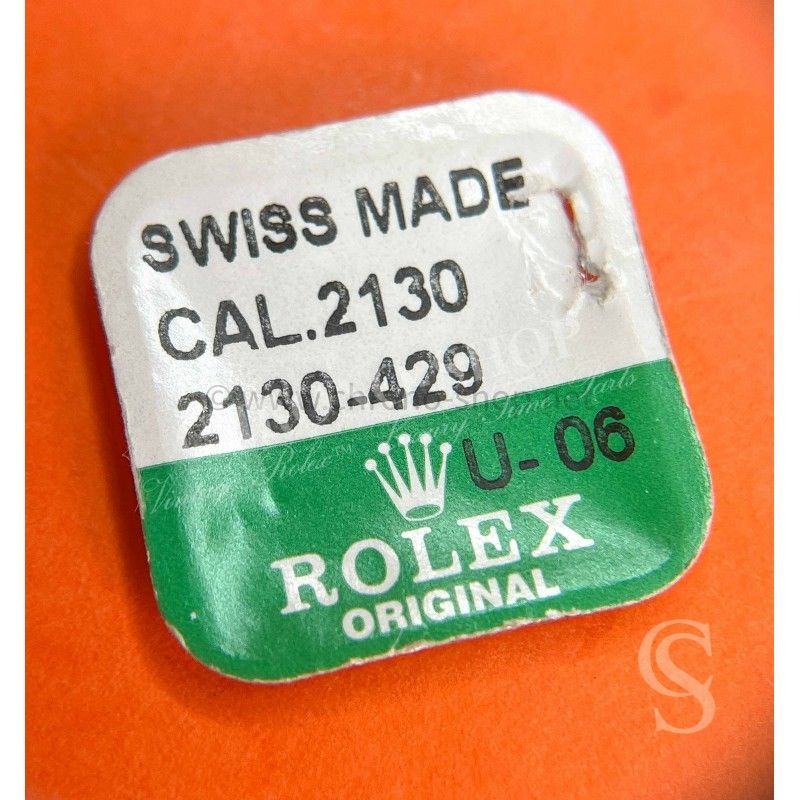 SWISS MADE
CAL.2130
2130-429
U- 06
ROLEX
ORIGINAL